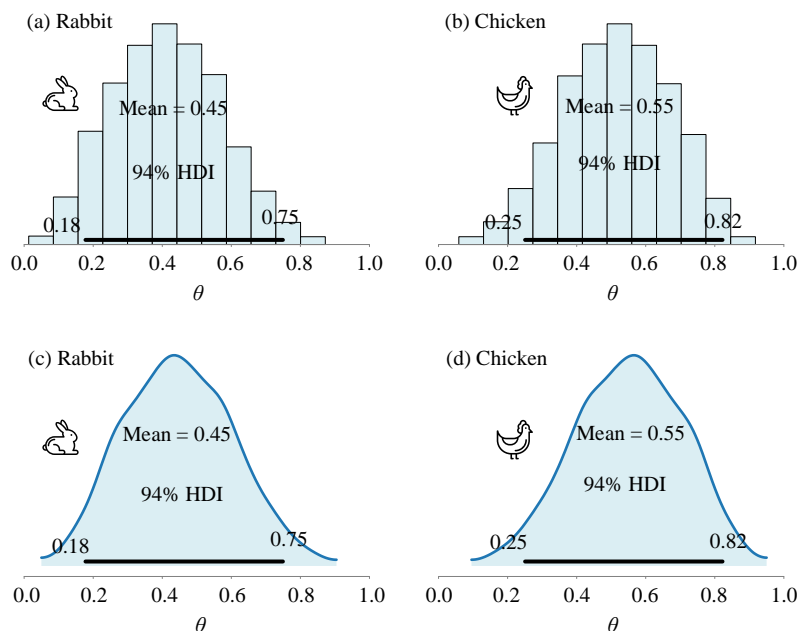 (a) Rabbit
Mean = 0.45
94% HDI
0.18
0.75
0.0 0.2 0.4 0.6 0.8 1.0
θ
(b) Chicken
Mean = 0.55
94% HDI
0.25
0.82
0.0 0.2 0.4 0.6 0.8 1.0
θ
(c) Rabbit
Mean = 0.45
94% HDI
0.18
0.75
0.0 0.2 0.4 0.6 0.8 1.0
θ
(d) Chicken
Mean = 0.55
94% HDI
0.25
0.82
0.0 0.2 0.4 0.6 0.8 1.0
θ